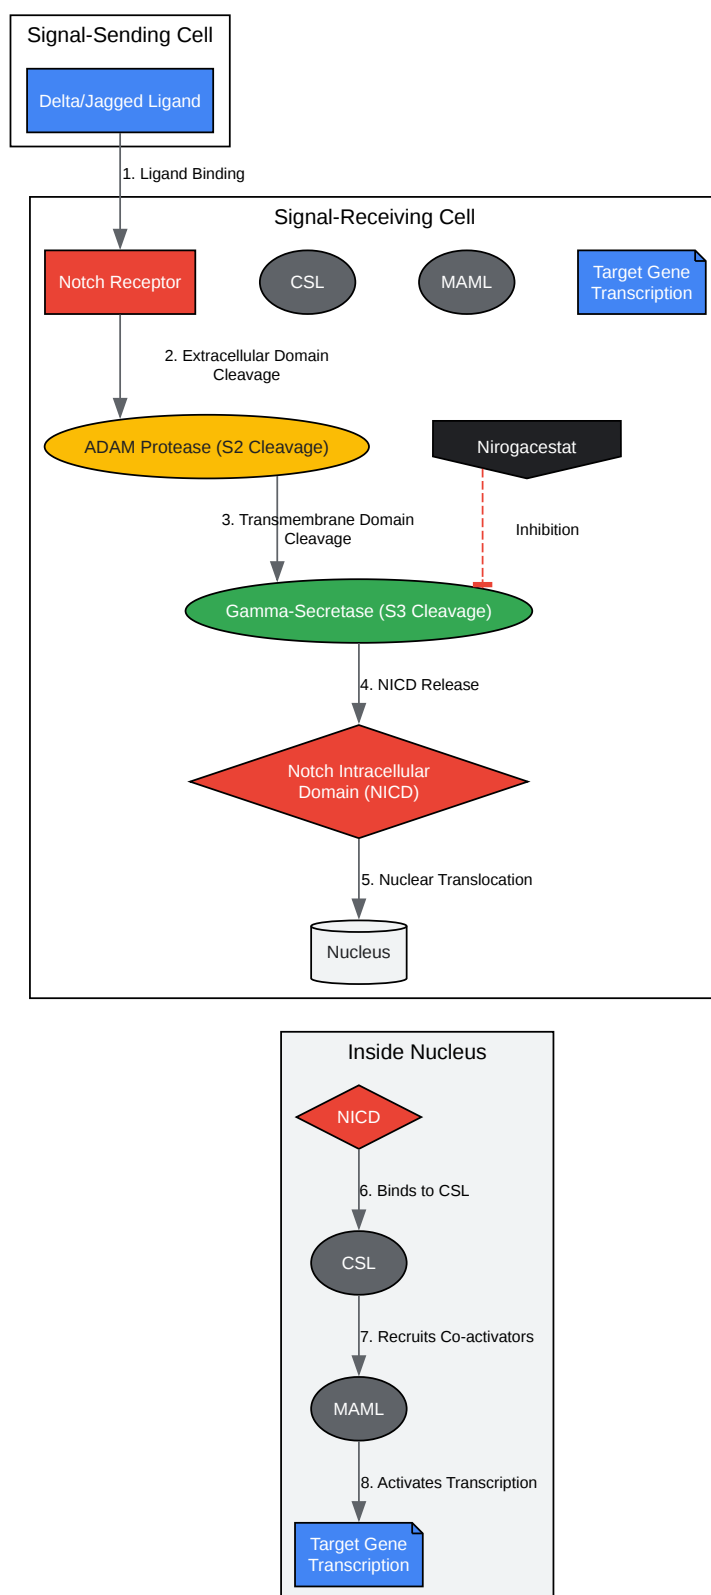 Signal-Sending Cell
Delta/Jagged Ligand
1. Ligand Binding
Signal-Receiving Cell
Notch Receptor
CSL
MAML
Target Gene
Transcription
2. Extracellular Domain
Cleavage
ADAM Protease (S2 Cleavage)
Nirogacestat
3. Transmembrane Domain
Cleavage
Inhibition
Gamma-Secretase (S3 Cleavage)
4. NICD Release
Notch Intracellular
Domain (NICD)
5. Nuclear Translocation
Nucleus
Inside Nucleus
NICD
6. Binds to CSL
CSL
7. Recruits Co-activators
MAML
8. Activates Transcription
Target Gene
Transcription